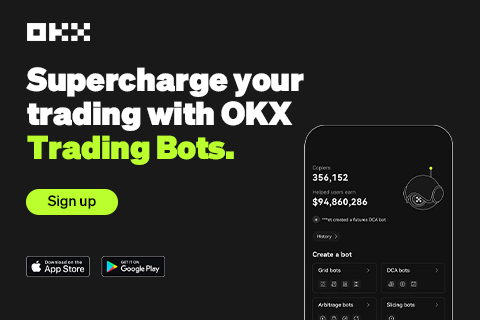 OKX
Supercharge your
trading with OKX
Trading Bots.
Sign up
Download on the
App Store
GET IT ON
Google Play
Copiers
356,152
Helped users earn
$94,860,286
***et created a futures DCA bot.
History
Create a bot
Grid bots
DCA bots
Arbitrage bots
Slicing bots